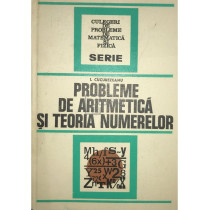 CULEGERI
DE
PROBLEME
DE
MATEMATICĂ
ȘI
FIZICĂ
SERIE
I. CUCUREZEANU
PROBLEME
DE ARITMETICĂ
ȘI TEORIA NUMERELOR